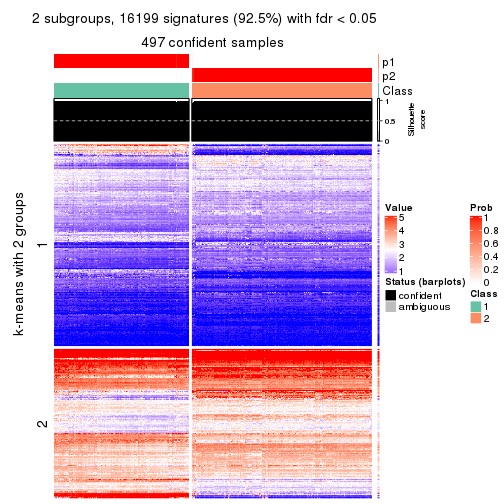 2 subgroups, 16199 signatures (92.5%) with fdr < 0.05
497 confident samples
p1
p2
Class
1
0.5
0
Silhouette
score
k-means with 2 groups
1
2
Value
5
4
3
2
1
Status (barplots)
confident
ambiguous
Prob
1
0.8
0.6
0.4
0.2
0
Class
1
2